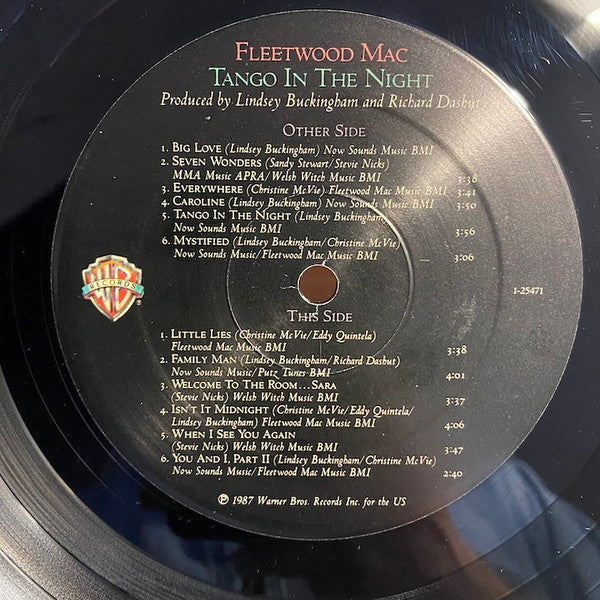 FLEETWOOD MAC
TANGO IN THE NIGHT
Produced by Lindsey Buckingham and Richard Dashut
OTHER SIDE
1. BIG LOVE (Lindsey Buckingham) Now Sounds Music BMI
2. SEVEN WONDERS (Sandy Stewart/Stevie Nicks)
MMA Music APRA/Welsh Witch Music BMI 3:38
3. EVERYWHERE (Christine McVie) Fleetwood Mac Music BMI 3:41
4. CAROLINE (Lindsey Buckingham) Now Sounds Music BMI 3:50
5. TANGO IN THE NIGHT (Lindsey Buckingham)
Now Sounds Music BMI 3:56
6. MYSTIFIED (Lindsey Buckingham/Christine McVie)
Now Sounds Music/Fleetwood Mac Music BMI 3:06
WB
RECORDS
1-25471
THIS SIDE
1. LITTLE LIES (Christine McVie/Eddy Quintela)
Fleetwood Mac Music BMI 3:38
2. FAMILY MAN (Lindsey Buckingham/Richard Dashut)
Now Sounds Music/Putz Tunes BMI 4:01
3. WELCOME TO THE ROOM...SARA
(Stevie Nicks) Welsh Witch Music BMI 3:37
4. ISN'T IT MIDNIGHT (Christine McVie/Eddy Quintela/
Lindsey Buckingham) Fleetwood Mac Music BMI 4:06
5. WHEN I SEE YOU AGAIN
(Stevie Nicks) Welsh Witch Music BMI 3:47
6. YOU AND I, PART II (Lindsey Buckingham/Christine McVie)
Now Sounds Music/Fleetwood Mac Music BMI 2:40
℗ 1987 Warner Bros. Records Inc. for the US